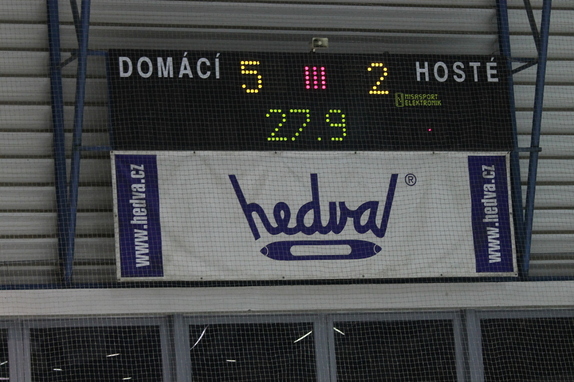 DOMÁCÍ 5 III 2 HOSTÉ
NISASPORT
ELEKTRONIK
27.9
www.hedva.cz
hedva®
www.hedva.cz